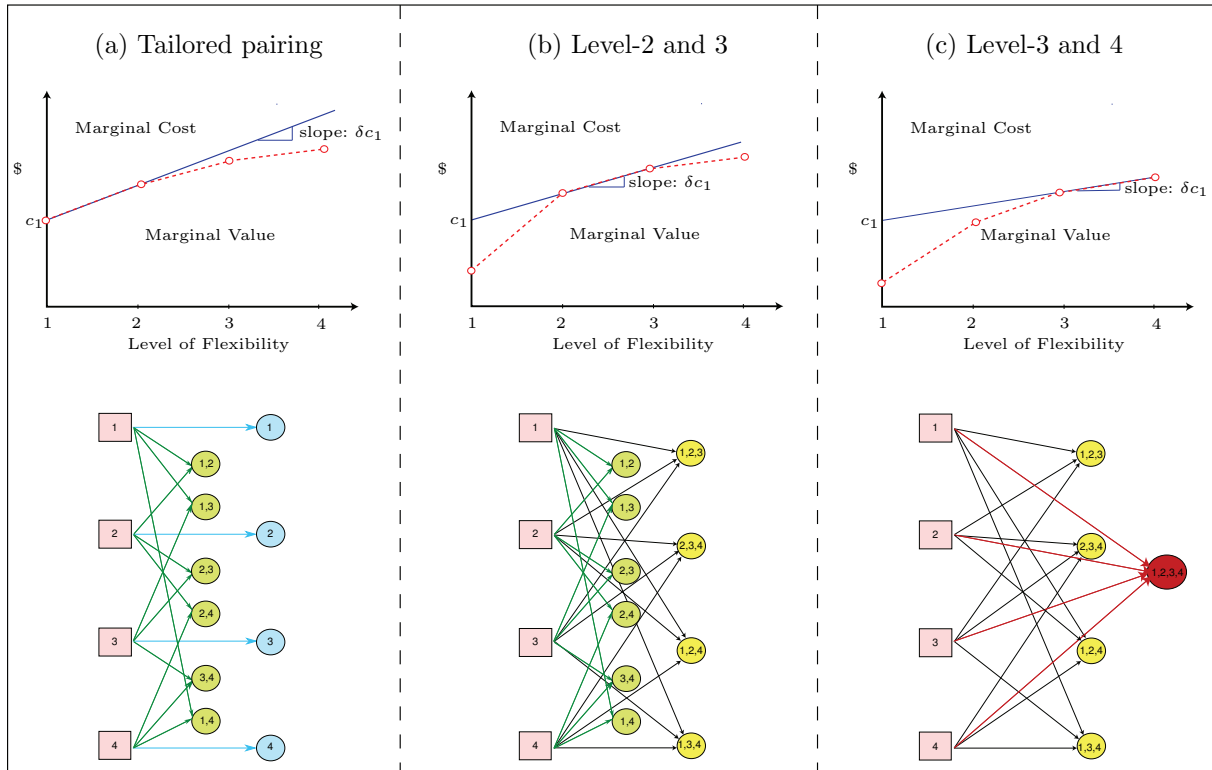 (a) Tailored pairing
Marginal Cost
slope: δc₁
$
c₁
Marginal Value
1 2 3 4
Level of Flexibility
1
1
1,2
1,3
2
2
2,3
2,4
3
3
3,4
1,4
4
4
(b) Level-2 and 3
Marginal Cost
$
slope: δc₁
c₁
Marginal Value
1 2 3 4
Level of Flexibility
1
1,2,3
1,2
1,3
2
2,3,4
2,3
2,4
3
1,2,4
3,4
1,4
4
1,3,4
(c) Level-3 and 4
Marginal Cost
$
slope: δc₁
c₁
Marginal Value
1 2 3 4
Level of Flexibility
1
1,2,3
2
2,3,4
1,2,3,4
3
1,2,4
4
1,3,4